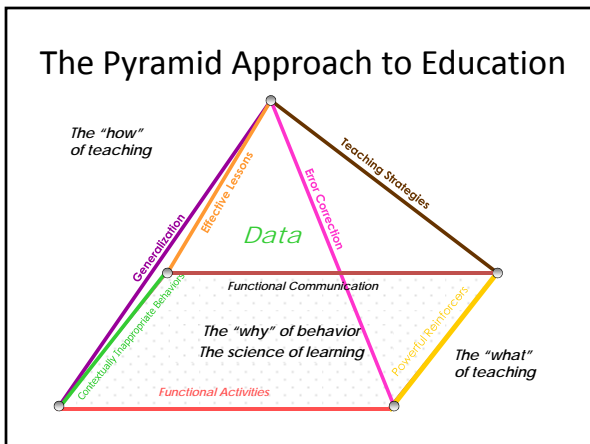 The Pyramid Approach to Education
The “how”
of teaching
Generalization
Effective Lessons
Error Correction
Teaching Strategies
Data
Functional Communication
Contextually Inappropriate Behaviors
The “why” of behavior
The science of learning
Powerful Reinforcers
The “what”
of teaching
Functional Activities